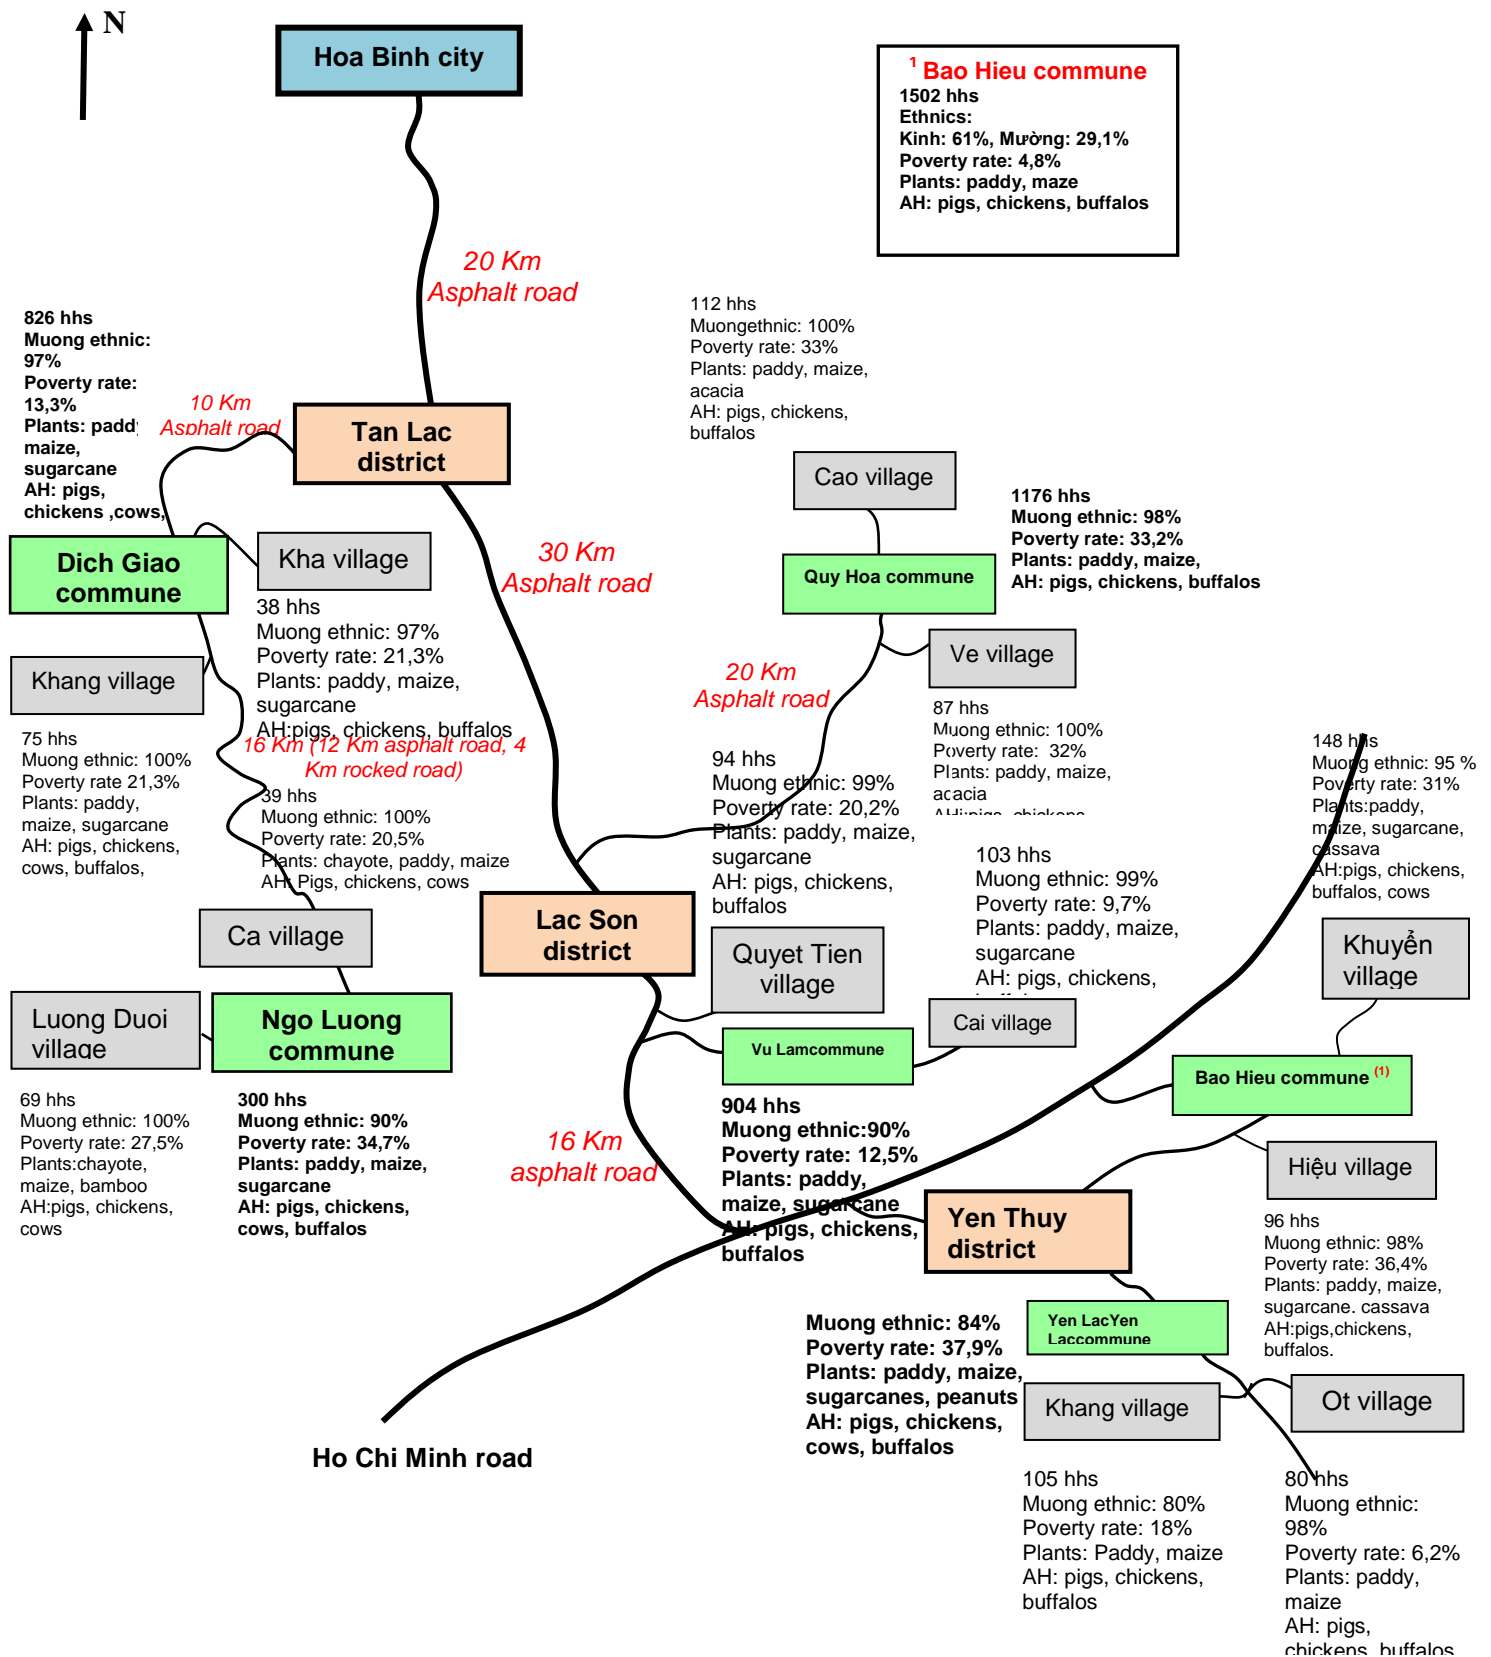 N
Hoa Binh city
¹ Bao Hieu commune
1502 hhs
Ethnics:
Kinh: 61%, Mường: 29,1%
Poverty rate: 4,8%
Plants: paddy, maze
AH: pigs, chickens, buffalos
20 Km
Asphalt road
826 hhs
Muong ethnic:
97%
Poverty rate:
13,3%
Plants: paddy
maize,
sugarcane
AH: pigs,
chickens ,cows,
10 Km
Asphalt road
Tan Lac
district
112 hhs
Muongethnic: 100%
Poverty rate: 33%
Plants: paddy, maize,
acacia
AH: pigs, chickens,
buffalos
Cao village
1176 hhs
Muong ethnic: 98%
Poverty rate: 33,2%
Plants: paddy, maize,
AH: pigs, chickens, buffalos
Dich Giao
commune
Kha village
30 Km
Asphalt road
Quy Hoa commune
38 hhs
Muong ethnic: 97%
Poverty rate: 21,3%
Plants: paddy, maize,
sugarcane
AH:pigs, chickens, buffalos
Khang village
Ve village
20 Km
Asphalt road
75 hhs
Muong ethnic: 100%
Poverty rate 21,3%
Plants: paddy,
maize, sugarcane
AH: pigs, chickens,
cows, buffalos,
16 Km (12 Km asphalt road, 4
Km rocked road)
87 hhs
Muong ethnic: 100%
Poverty rate: 32%
Plants: paddy, maize,
acacia
AH:pigs, chickens
39 hhs
Muong ethnic: 100%
Poverty rate: 20,5%
Plants: chayote, paddy, maize
AH: Pigs, chickens, cows
94 hhs
Muong ethnic: 99%
Poverty rate: 20,2%
Plants: paddy, maize,
sugarcane
AH: pigs, chickens,
buffalos
148 hhs
Muong ethnic: 95 %
Poverty rate: 31%
Plants:paddy,
maize, sugarcane,
cassava
AH:pigs, chickens,
buffalos, cows
103 hhs
Muong ethnic: 99%
Poverty rate: 9,7%
Plants: paddy, maize,
sugarcane
AH: pigs, chickens,
Ca village
Lac Son
district
Quyet Tien
village
Khuyển
village
Cai village
Luong Duoi
village
Ngo Luong
commune
Vu Lamcommune
Bao Hieu commune (1)
69 hhs
Muong ethnic: 100%
Poverty rate: 27,5%
Plants:chayote,
maize, bamboo
AH:pigs, chickens,
cows
300 hhs
Muong ethnic: 90%
Poverty rate: 34,7%
Plants: paddy, maize,
sugarcane
AH: pigs, chickens,
cows, buffalos
16 Km
asphalt road
904 hhs
Muong ethnic:90%
Poverty rate: 12,5%
Plants: paddy,
maize, sugarcane
AH: pigs, chickens,
buffalos
Hiệu village
Yen Thuy
district
96 hhs
Muong ethnic: 98%
Poverty rate: 36,4%
Plants: paddy, maize,
sugarcane. cassava
AH:pigs,chickens,
buffalos.
Muong ethnic: 84%
Poverty rate: 37,9%
Plants: paddy, maize,
sugarcanes, peanuts
AH: pigs, chickens,
cows, buffalos
Yen LacYen
Laccommune
Khang village
Ot village
Ho Chi Minh road
105 hhs
Muong ethnic: 80%
Poverty rate: 18%
Plants: Paddy, maize
AH: pigs, chickens,
buffalos
80 hhs
Muong ethnic:
98%
Poverty rate: 6,2%
Plants: paddy,
maize
AH: pigs,
chickens, buffalos